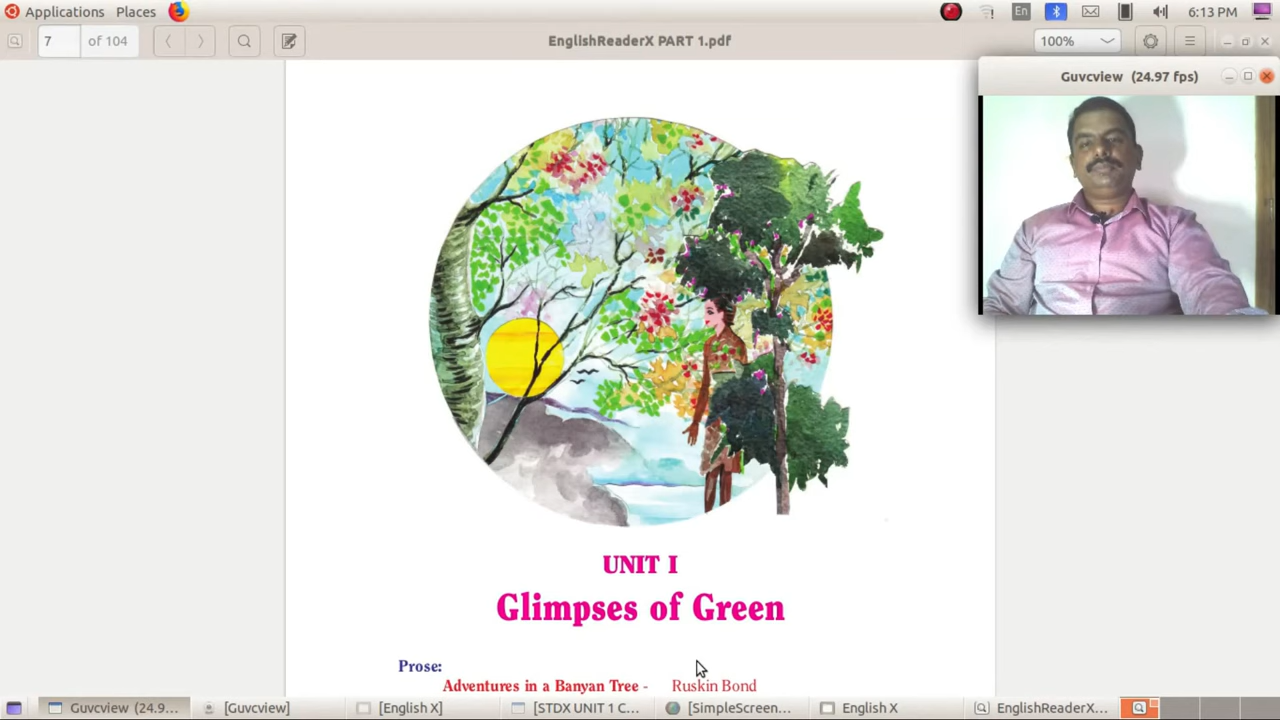 Applications Places En 6:13 PM
7 of 104 EnglishReaderX PART 1.pdf 100%
Guvcview (24.97 fps)
UNIT I
Glimpses of Green
Prose:
Adventures in a Banyan Tree - Ruskin Bond
Guvcview (24.9... [Guvcview] [English X] [STDX UNIT 1 C... [SimpleScreen... English X EnglishReaderX...